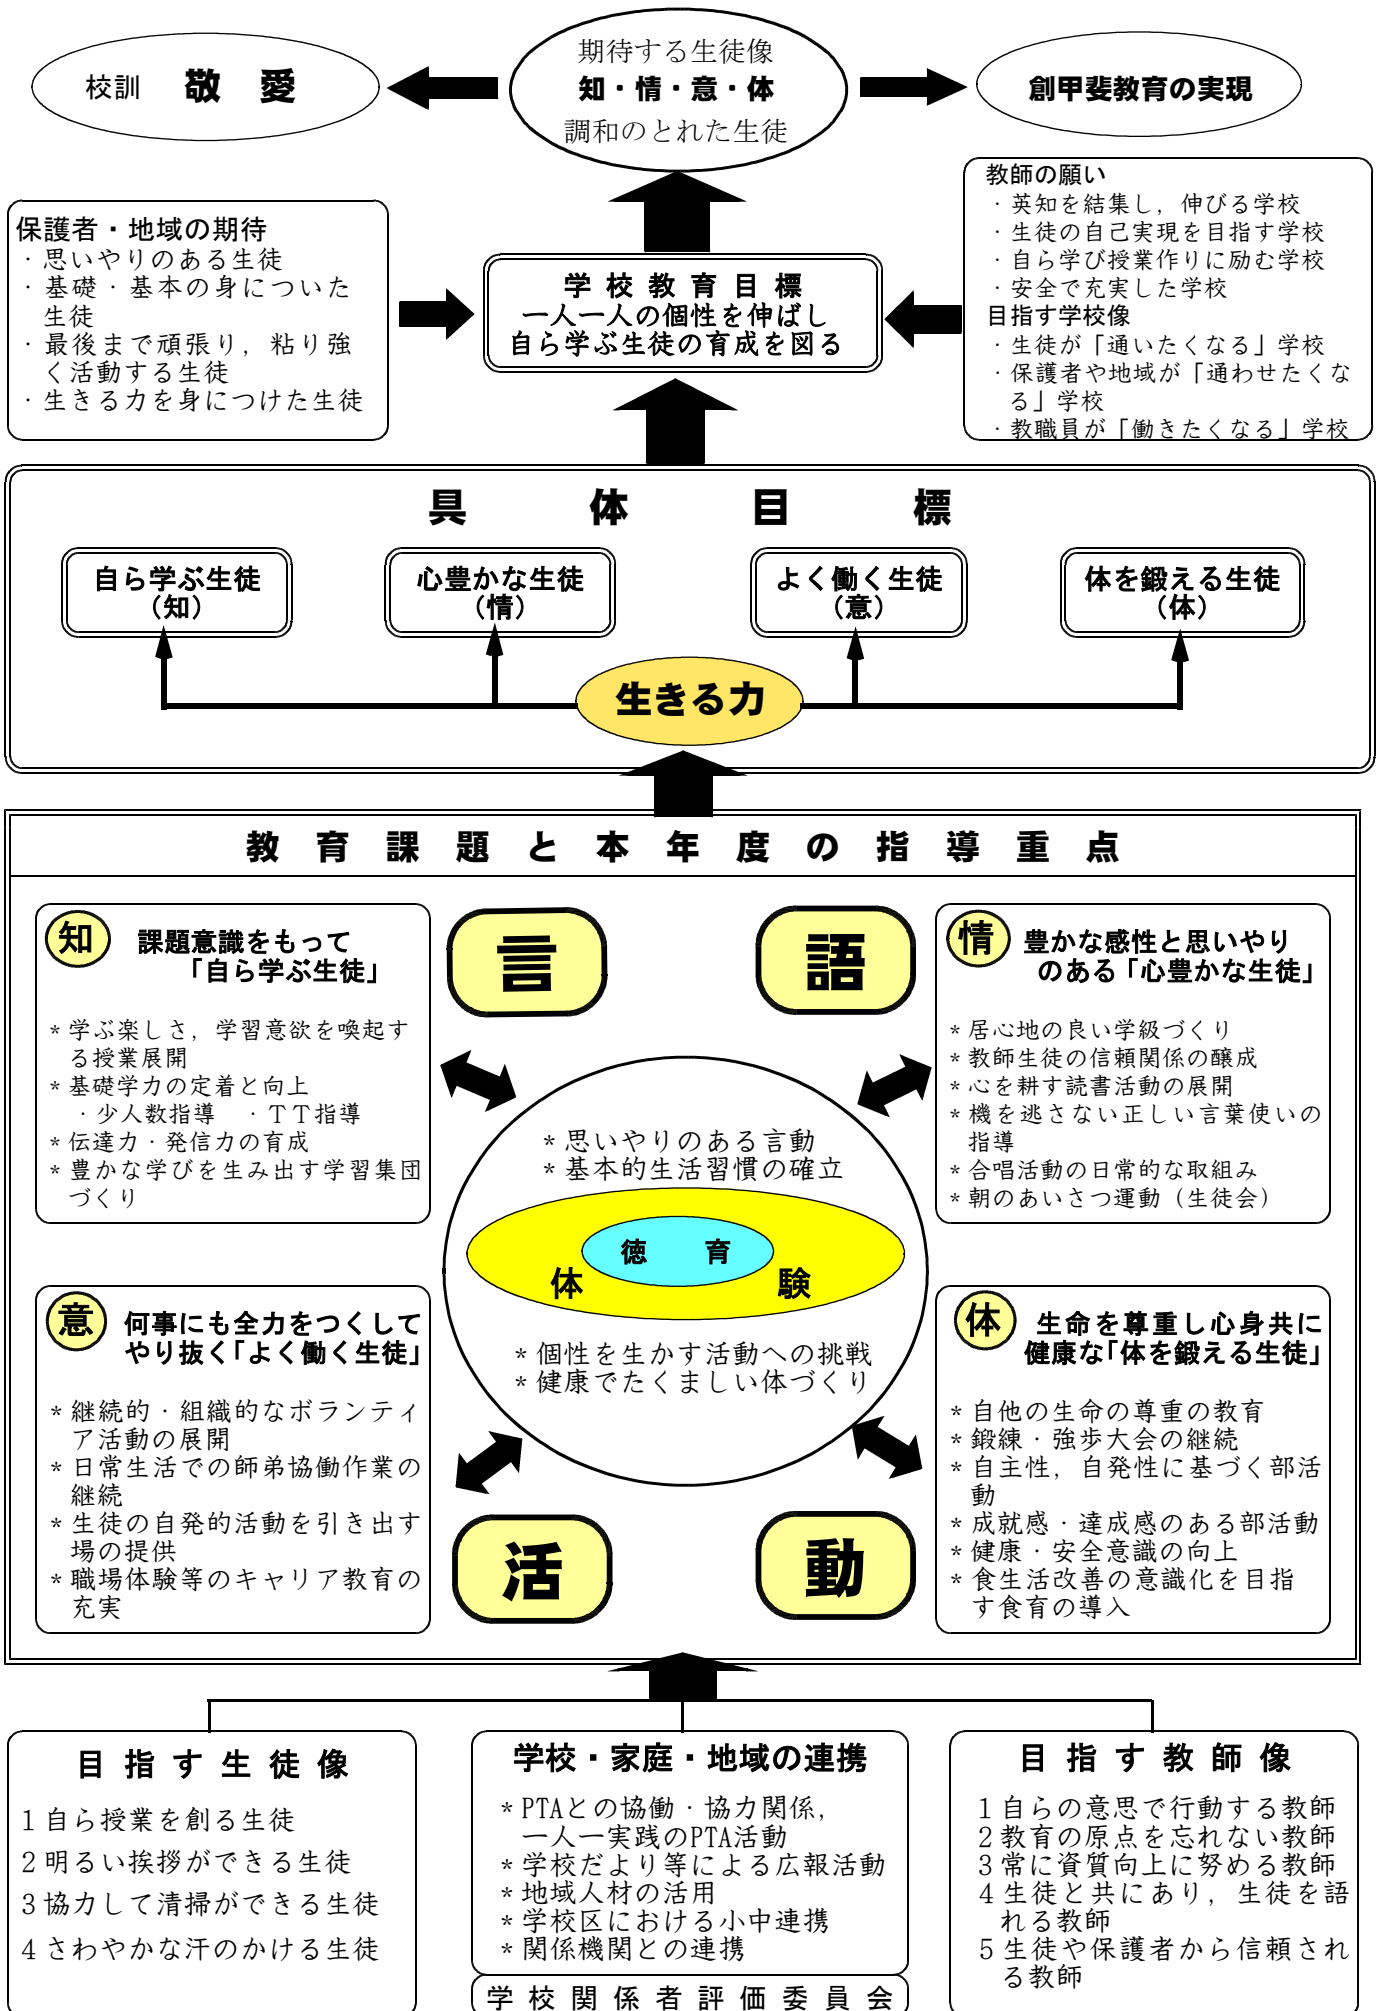 期待する生徒像
知・情・意・体
調和のとれた生徒
校訓 敬 愛
創甲斐教育の実現
保護者・地域の期待
・思いやりのある生徒
・基礎・基本の身についた
生徒
・最後まで頑張り，粘り強
く活動する生徒
・生きる力を身につけた生徒
学校教育目標
一人一人の個性を伸ばし
自ら学ぶ生徒の育成を図る
教師の願い
・英知を結集し，伸びる学校
・生徒の自己実現を目指す学校
・自ら学び授業作りに励む学校
・安全で充実した学校
目指す学校像
・生徒が「通いたくなる」学校
・保護者や地域が「通わせたくな
る」学校
・教職員が「働きたくなる」学校
具体目標
自ら学ぶ生徒
（知）
心豊かな生徒
（情）
よく働く生徒
（意）
体を鍛える生徒
（体）
生きる力
教育課題と本年度の指導重点
知 課題意識をもって
「自ら学ぶ生徒」
＊学ぶ楽しさ，学習意欲を喚起す
る授業展開
＊基礎学力の定着と向上
・少人数指導 ・ＴＴ指導
＊伝達力・発信力の育成
＊豊かな学びを生み出す学習集団
づくり
言
語
情 豊かな感性と思いやり
のある「心豊かな生徒」
＊居心地の良い学級づくり
＊教師生徒の信頼関係の醸成
＊心を耕す読書活動の展開
＊機を逃さない正しい言葉使いの
指導
＊合唱活動の日常的な取組み
＊朝のあいさつ運動（生徒会）
＊思いやりのある言動
＊基本的生活習慣の確立
徳 育
体 験
＊個性を生かす活動への挑戦
＊健康でたくましい体づくり
意 何事にも全力をつくして
やり抜く「よく働く生徒」
＊継続的・組織的なボランティ
ア活動の展開
＊日常生活での師弟協働作業の
継続
＊生徒の自発的活動を引き出す
場の提供
＊職場体験等のキャリア教育の
充実
活
動
体 生命を尊重し心身共に
健康な「体を鍛える生徒」
＊自他の生命の尊重の教育
＊鍛練・強歩大会の継続
＊自主性，自発性に基づく部活
動
＊成就感・達成感のある部活動
＊健康・安全意識の向上
＊食生活改善の意識化を目指
す食育の導入
目指す生徒像
１自ら授業を創る生徒
２明るい挨拶ができる生徒
３協力して清掃ができる生徒
４さわやかな汗のかける生徒
学校・家庭・地域の連携
＊PTAとの協働・協力関係，
一人一実践のPTA活動
＊学校だより等による広報活動
＊地域人材の活用
＊学校区における小中連携
＊関係機関との連携
学校関係者評価委員会
目指す教師像
１自らの意思で行動する教師
２教育の原点を忘れない教師
３常に資質向上に努める教師
４生徒と共にあり，生徒を語
れる教師
５生徒や保護者から信頼され
る教師